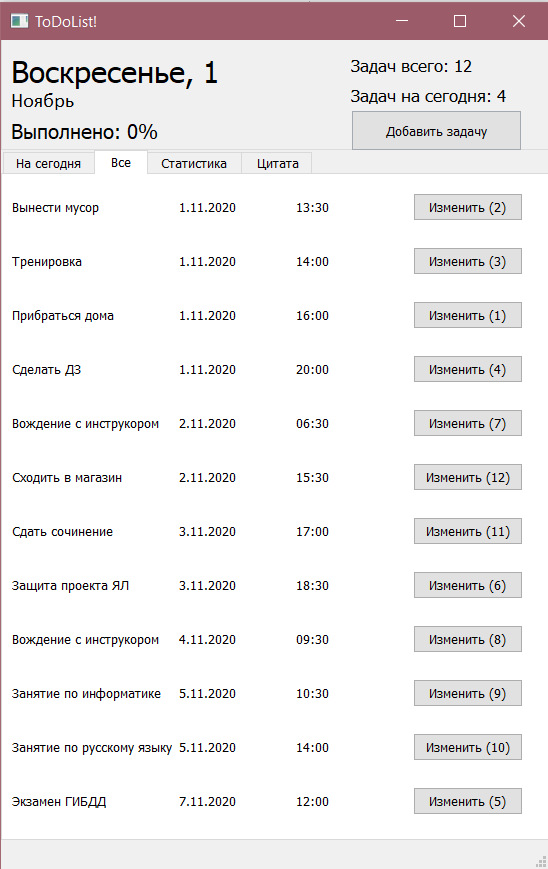 ToDoList!
Воскресенье, 1
Задач всего: 12
Ноябрь
Задач на сегодня: 4
Выполнено: 0%
Добавить задачу
На сегодня Все Статистика Цитата
Вынести мусор 1.11.2020 13:30 Изменить (2)
Тренировка 1.11.2020 14:00 Изменить (3)
Прибраться дома 1.11.2020 16:00 Изменить (1)
Сделать ДЗ 1.11.2020 20:00 Изменить (4)
Вождение с инструкором 2.11.2020 06:30 Изменить (7)
Сходить в магазин 2.11.2020 15:30 Изменить (12)
Сдать сочинение 3.11.2020 17:00 Изменить (11)
Защита проекта ЯЛ 3.11.2020 18:30 Изменить (6)
Вождение с инструкором 4.11.2020 09:30 Изменить (8)
Занятие по информатике 5.11.2020 10:30 Изменить (9)
Занятие по русскому языку 5.11.2020 14:00 Изменить (10)
Экзамен ГИБДД 7.11.2020 12:00 Изменить (5)